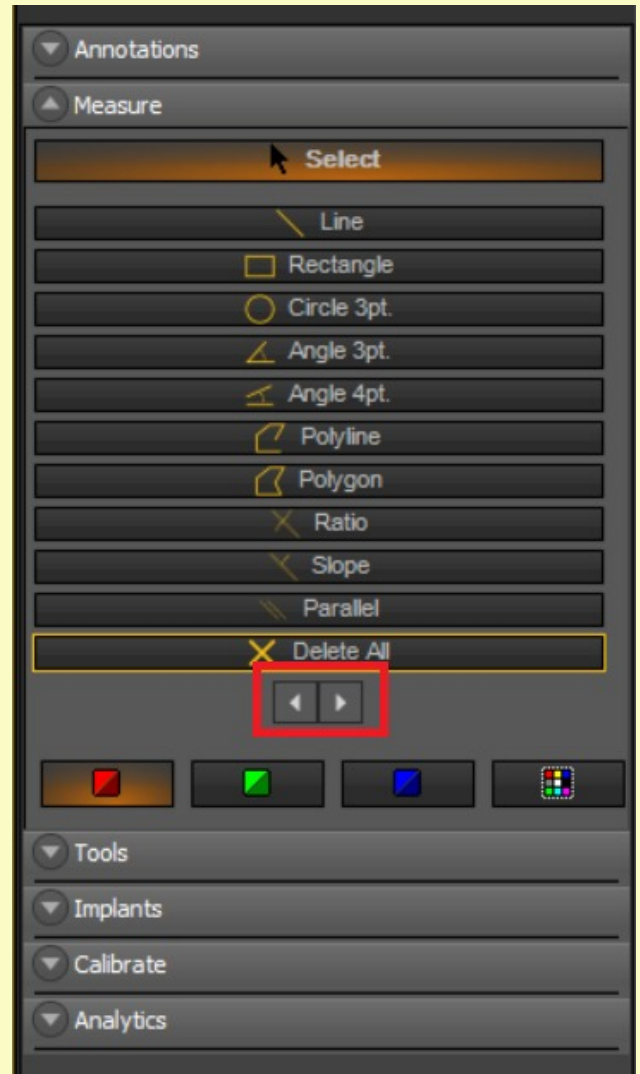 Annotations
Measure
Select
Line
Rectangle
Circle 3pt.
Angle 3pt.
Angle 4pt.
Polyline
Polygon
Ratio
Slope
Parallel
Delete All
Tools
Implants
Calibrate
Analytics